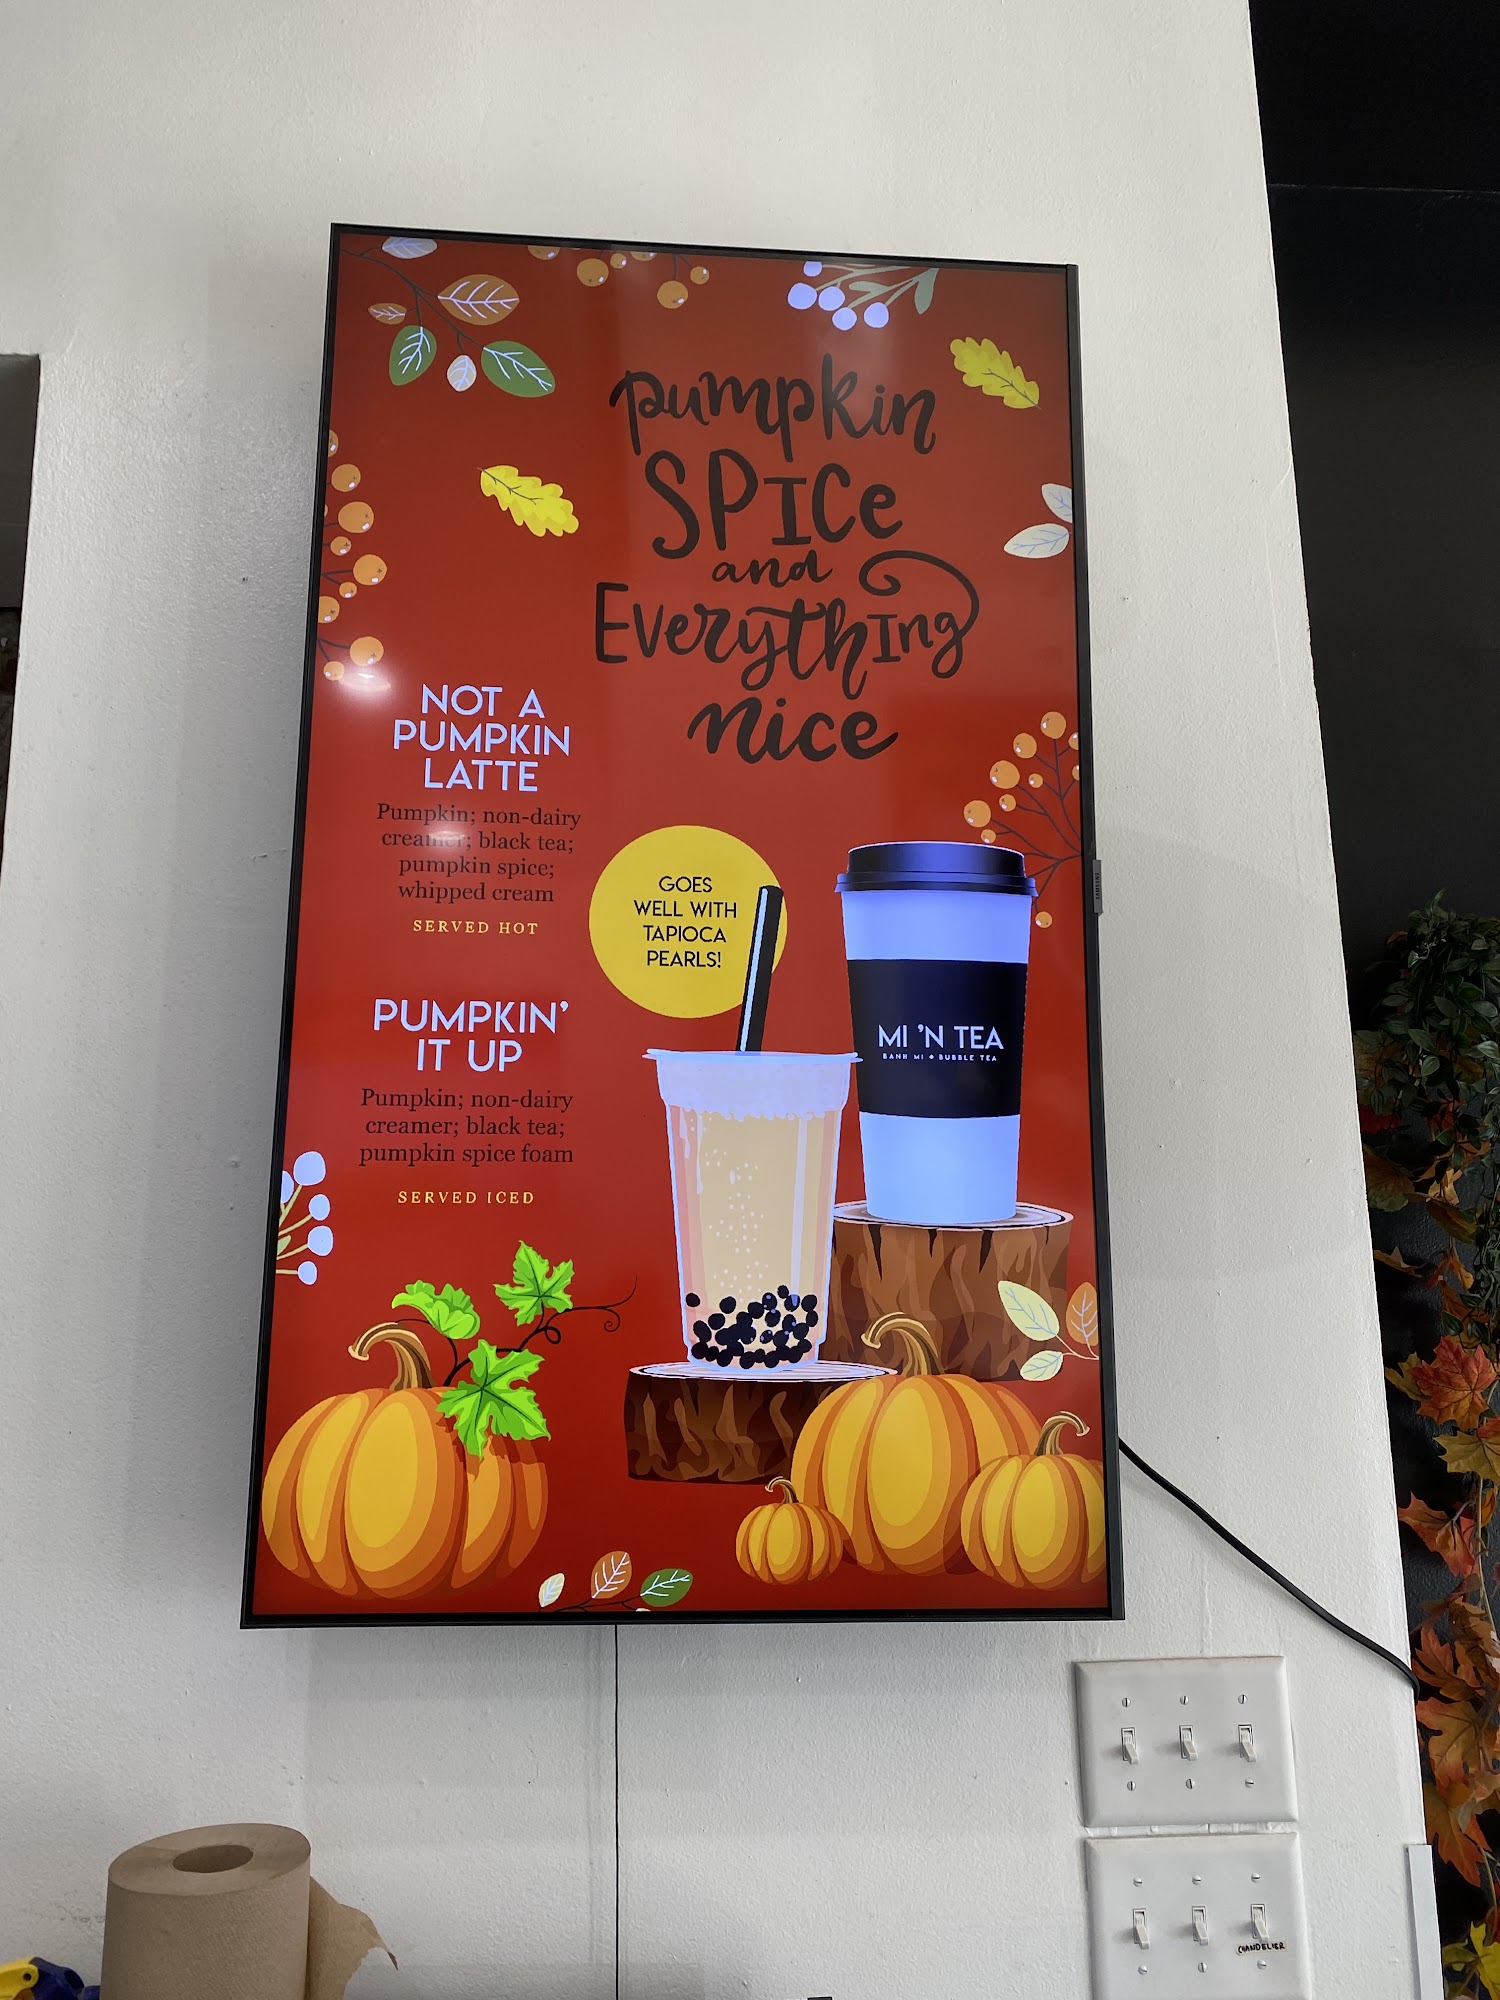 pumpkin
SPICe
and
EverythIng
nice
NOT A
PUMPKIN
LATTE
Pumpkin; non-dairy
creamer; black tea;
pumpkin spice;
whipped cream
SERVED HOT
GOES
WELL WITH
TAPIOCA
PEARLS!
PUMPKIN’
IT UP
Pumpkin; non-dairy
creamer; black tea;
pumpkin spice foam
SERVED ICED
MI ’N TEA
BANH MI • BUBBLE TEA
SAMSUNG
CHANDELIER